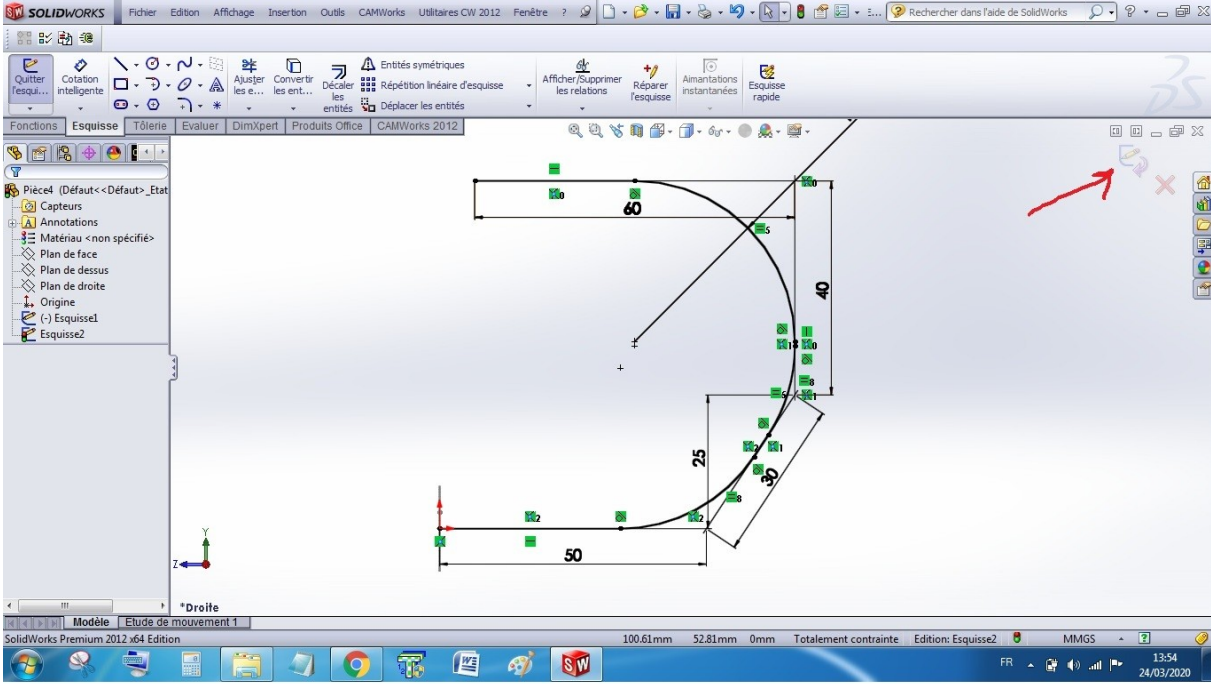 SOLIDWORKS Fichier Edition Affichage Insertion Outils CAMWorks Utilitaires CW 2012 Fenêtre ? Rechercher dans l'aide de SolidWorks
Quitter l'esqui...
Cotation intelligente
Ajuster les e...
Convertir les ent...
Décaler les entités
Entités symétriques
Répétition linéaire d'esquisse
Déplacer les entités
Afficher/Supprimer les relations
Réparer l'esquisse
Aimantations instantanées
Esquisse rapide
Fonctions Esquisse Tôlerie Evaluer DimXpert Produits Office CAMWorks 2012
Pièce4 (Défaut<<Défaut>_Etat
Capteurs
Annotations
Matériau <non spécifié>
Plan de face
Plan de dessus
Plan de droite
Origine
(-) Esquisse1
Esquisse2
60
40
25
30
50
Y
Z
*Droite
Modèle Etude de mouvement 1
SolidWorks Premium 2012 x64 Edition 100.61mm 52.81mm 0mm Totalement contrainte Edition: Esquisse2 MMGS
FR 13:54
24/03/2020